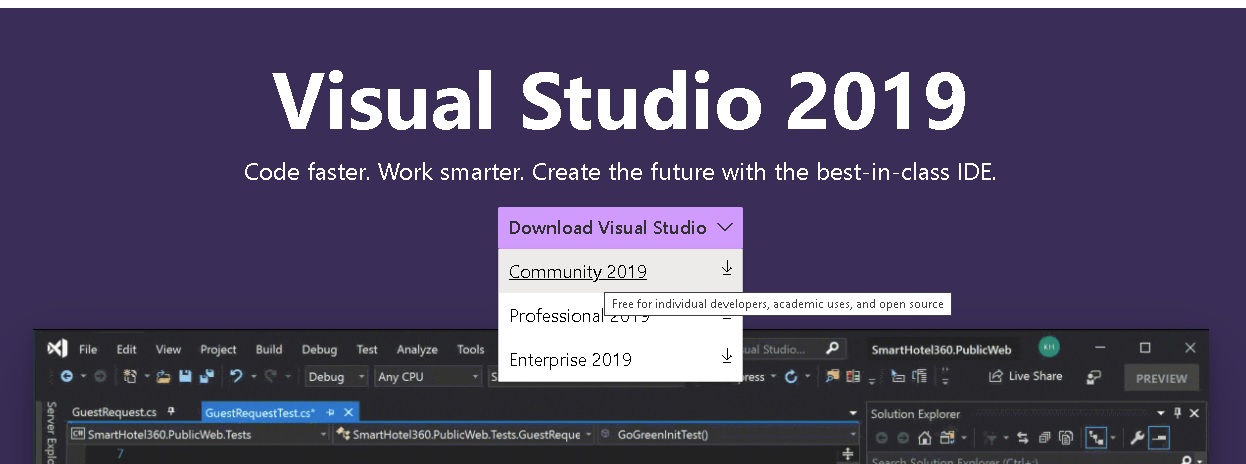 Visual Studio 2019
Code faster. Work smarter. Create the future with the best-in-class IDE.
Download Visual Studio
Community 2019
Free for individual developers, academic uses, and open source
Professional 2019
Enterprise 2019
File Edit View Project Build Debug Test Analyze Tools ual Studio... SmartHotel360.PublicWeb KH
Debug Any CPU S ress Live Share PREVIEW
Server Explo
GuestRequest.cs GuestRequestTest.cs* Solution Explorer
C# SmartHotel360.PublicWeb.Tests SmartHotel360.PublicWeb.Tests.GuestReque GoGreenInitTest()
7 Search Solution Explorer (Ctrl+;)